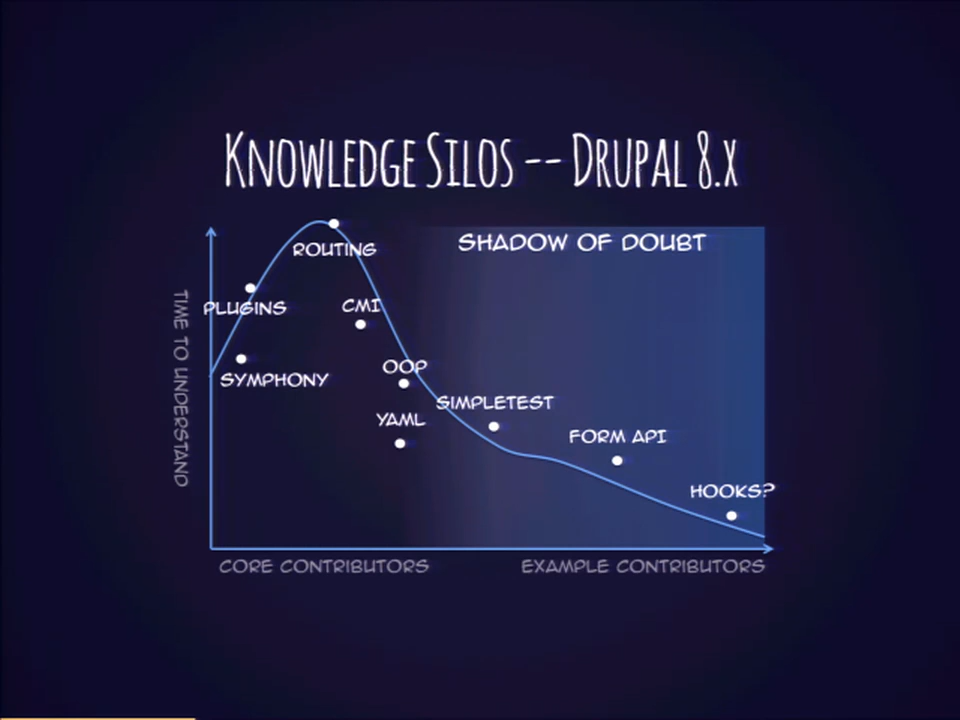 Knowledge Silos -- Drupal 8.x
SHADOW OF DOUBT
ROUTING
PLUGINS
CMI
SYMPHONY
OOP
YAML
SIMPLETEST
FORM API
HOOKS?
TIME TO UNDERSTAND
CORE CONTRIBUTORS
EXAMPLE CONTRIBUTORS